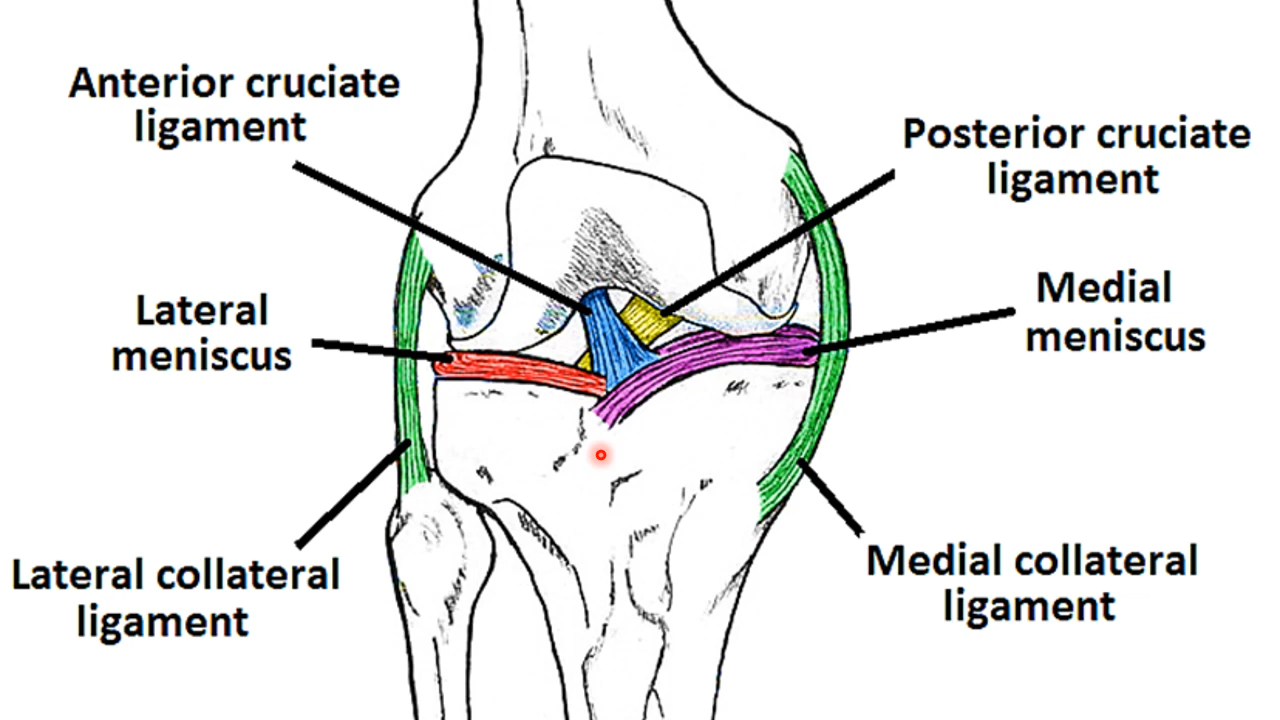 Anterior cruciate
ligament
Posterior cruciate
ligament
Lateral
meniscus
Medial
meniscus
Lateral collateral
ligament
Medial collateral
ligament